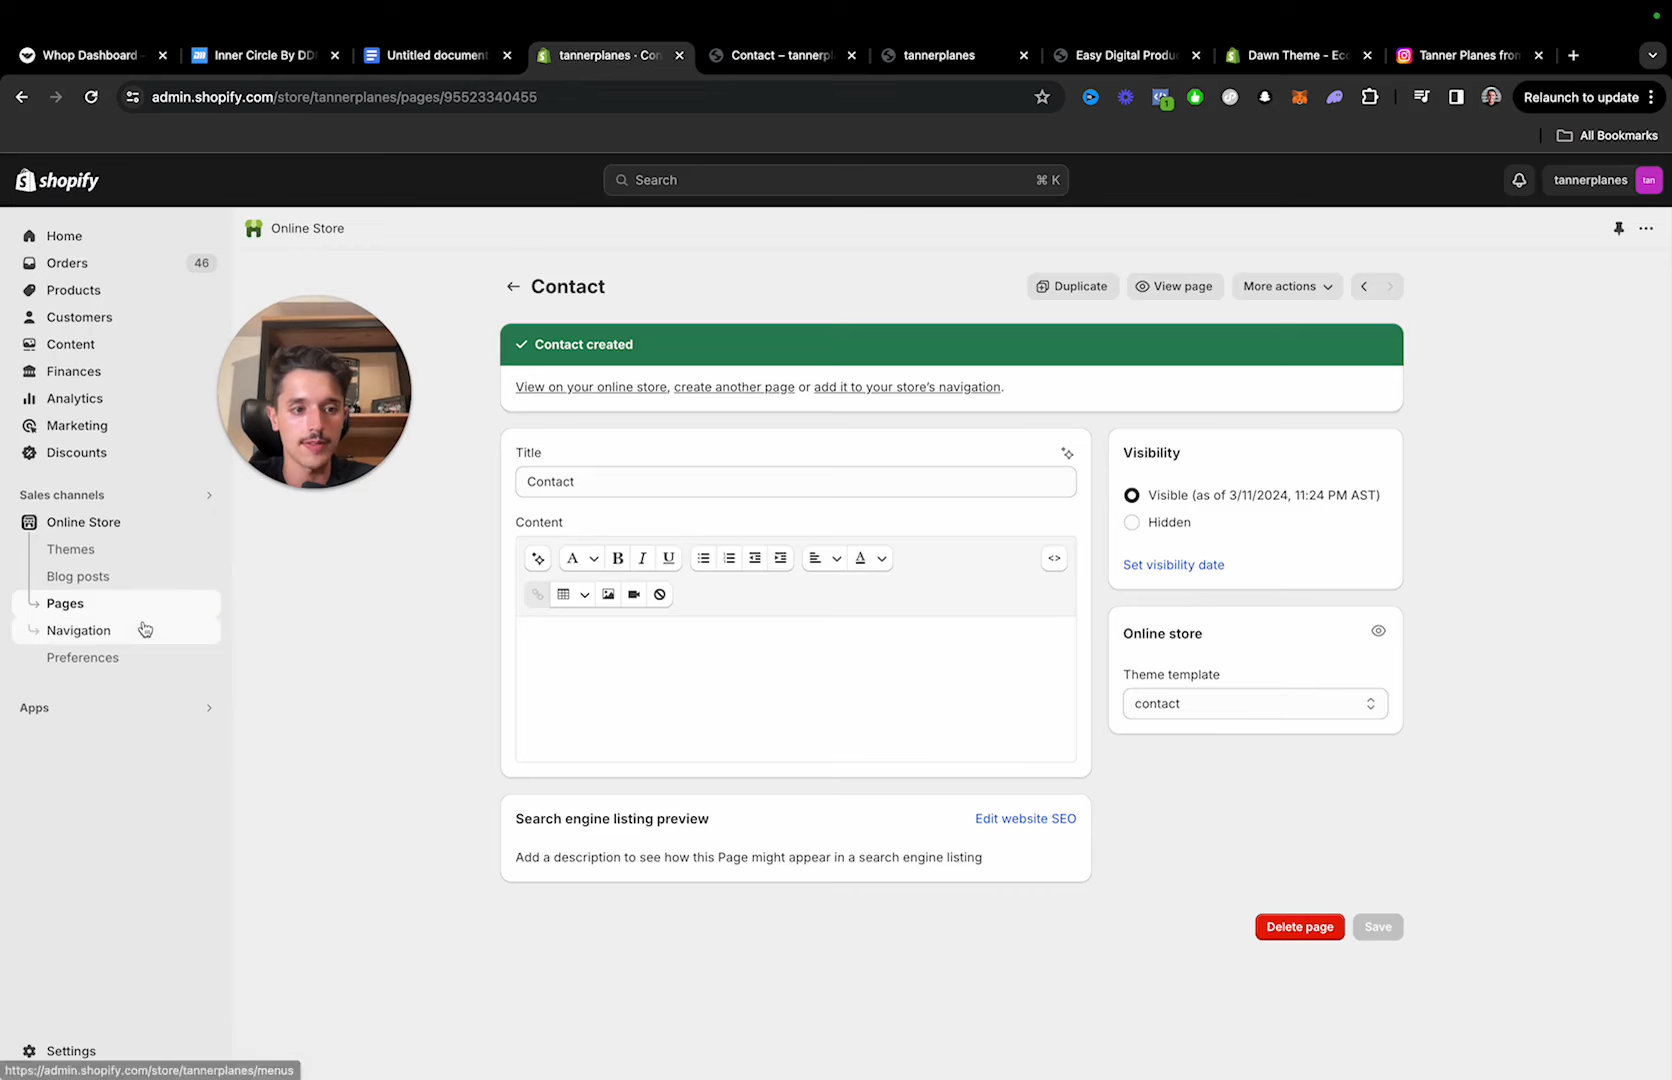 Whop Dashboard -
Inner Circle By DD
Untitled document
tannerplanes · Con
Contact – tannerpl
tannerplanes
Easy Digital Produc
Dawn Theme - Eco
Tanner Planes from
admin.shopify.com/store/tannerplanes/pages/95523340455
1
Relaunch to update
All Bookmarks
shopify
Search
⌘ K
tannerplanes
tan
Home
Orders
46
Products
Customers
Content
Finances
Analytics
Marketing
Discounts
Sales channels
Online Store
Themes
Blog posts
Pages
Navigation
Preferences
Apps
Settings
https://admin.shopify.com/store/tannerplanes/menus
Online Store
Contact
Duplicate
View page
More actions
Contact created
View on your online store, create another page or add it to your store's navigation.
Title
Contact
Content
A
B
I
U
A
<>
Search engine listing preview
Edit website SEO
Add a description to see how this Page might appear in a search engine listing
Visibility
Visible (as of 3/11/2024, 11:24 PM AST)
Hidden
Set visibility date
Online store
Theme template
contact
Delete page
Save